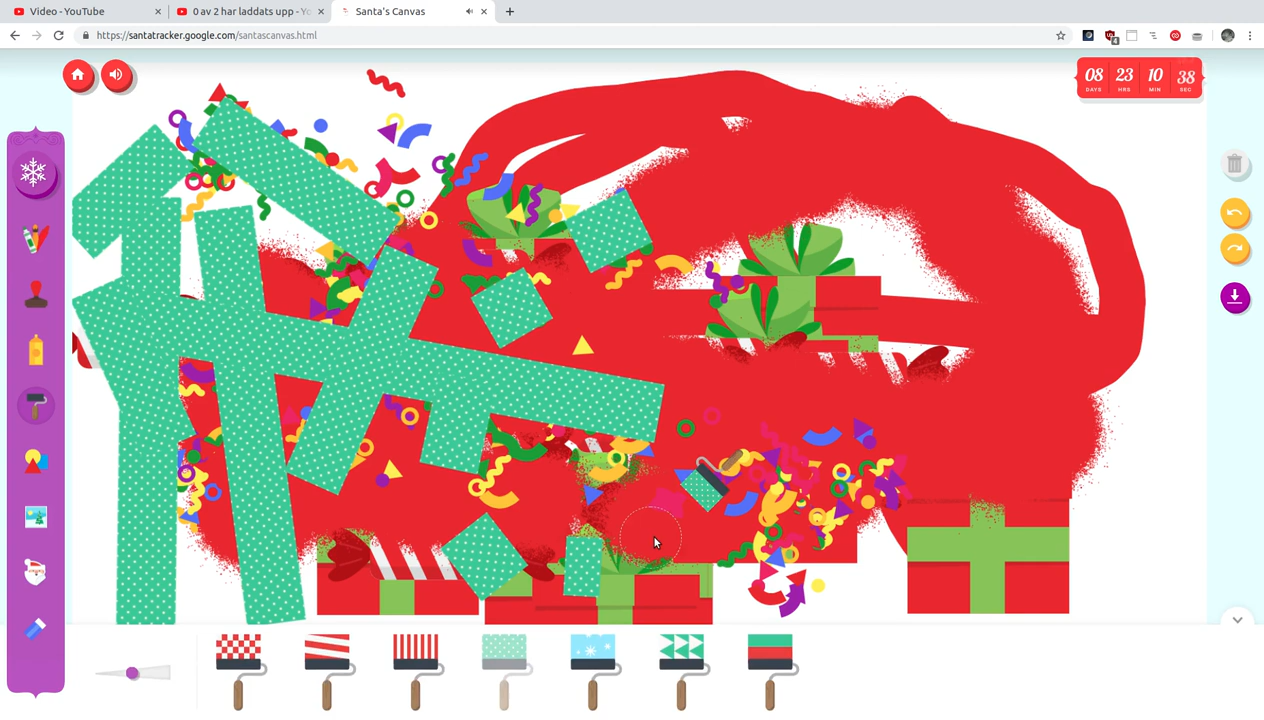 Video - YouTube
0 av 2 har laddats upp - Yo
Santa's Canvas
https://santatracker.google.com/santascanvas.html
4
08 23 10 38
DAYS HRS MIN SEC